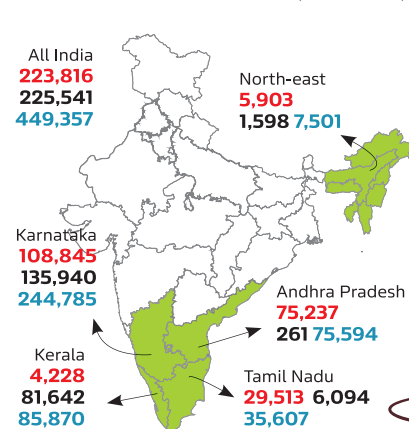 All India
223,816
225,541
449,357
North-east
5,903
1,598 7,501
Karnataka
108,845
135,940
244,785
Andhra Pradesh
75,237
261 75,594
Kerala
4,228
81,642
85,870
Tamil Nadu
29,513 6,094
35,607